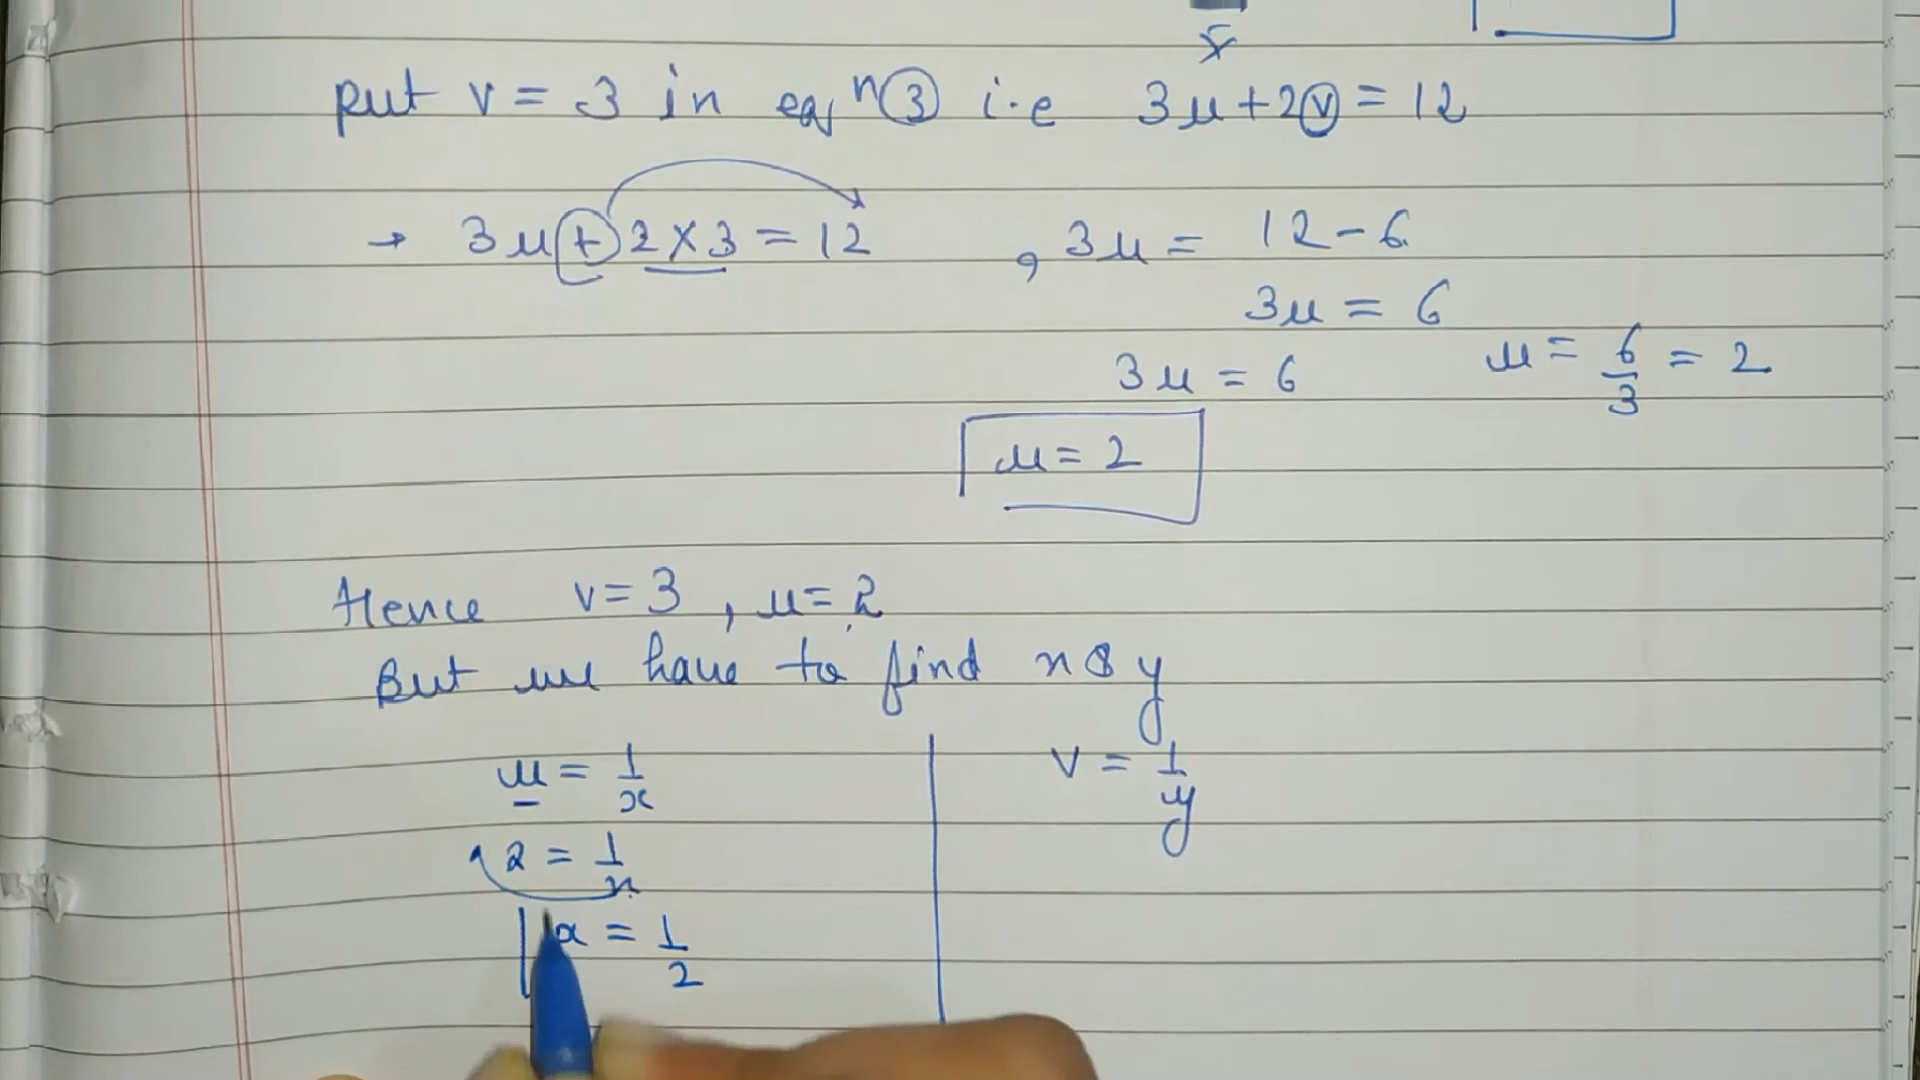 5
put v = 3 in eqⁿ ③ i.e 3u + 2v = 12
→ 3u + 2 × 3 = 12 , 3u = 12 - 6
3u = 6
3u = 6 u = 6/3 = 2
u = 2
Hence v = 3 , u = 2
But we have to find x & y
u = 1/x v = 1/y
2 = 1/x
x = 1/2